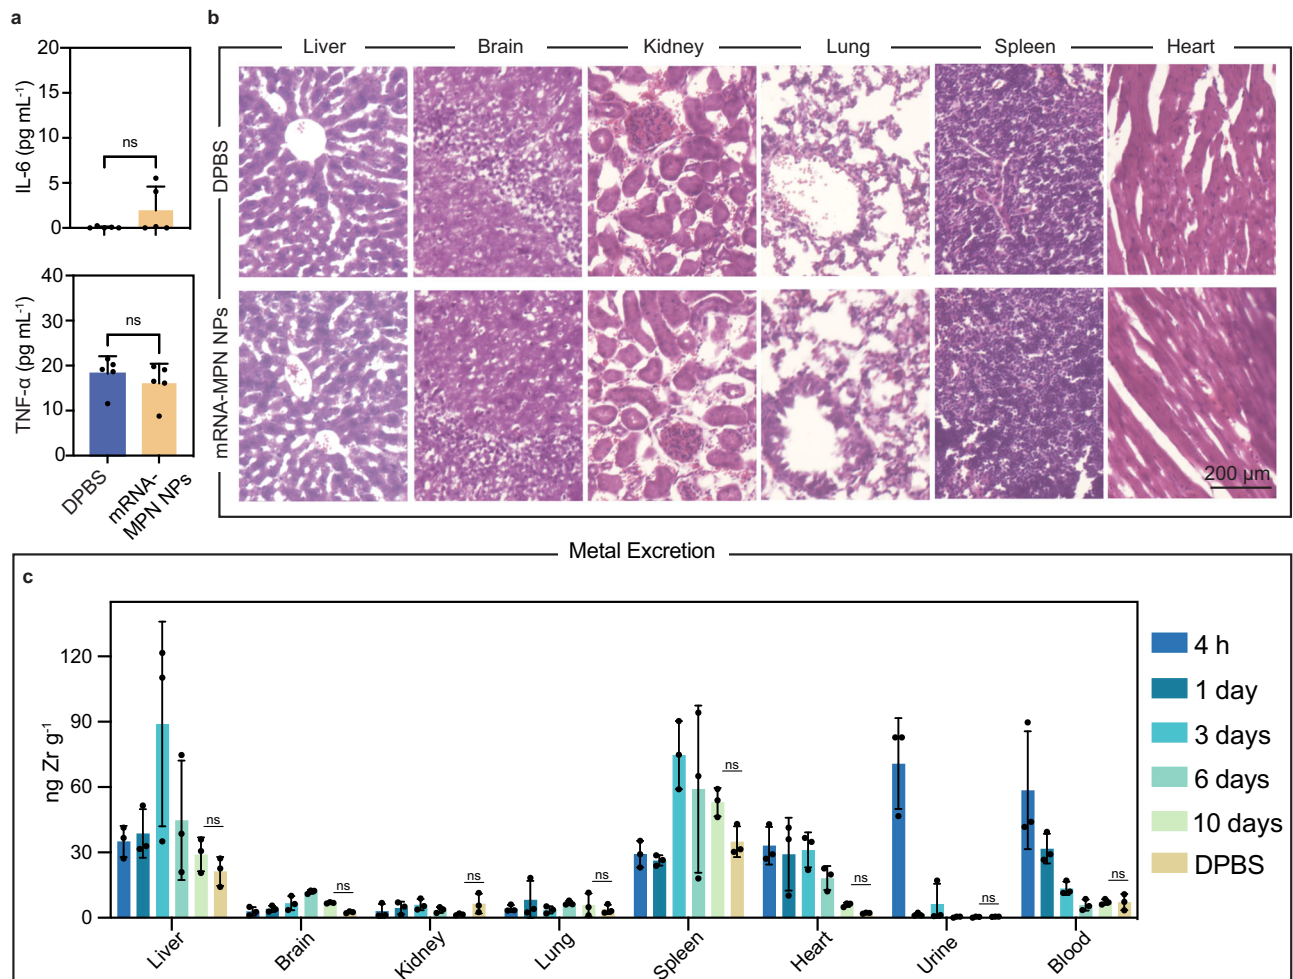 a
20
15
10
5
0
IL-6 (pg mL⁻¹)
ns
40
30
20
10
0
TNF-α (pg mL⁻¹)
ns
DPBS
mRNA-
MPN NPs
b
Liver
Brain
Kidney
Lung
Spleen
Heart
DPBS
mRNA-MPN NPs
200 µm
Metal Excretion
c
120
90
60
30
0
ng Zr g⁻¹
ns
ns
ns
ns
ns
ns
ns
ns
Liver
Brain
Kidney
Lung
Spleen
Heart
Urine
Blood
4 h
1 day
3 days
6 days
10 days
DPBS